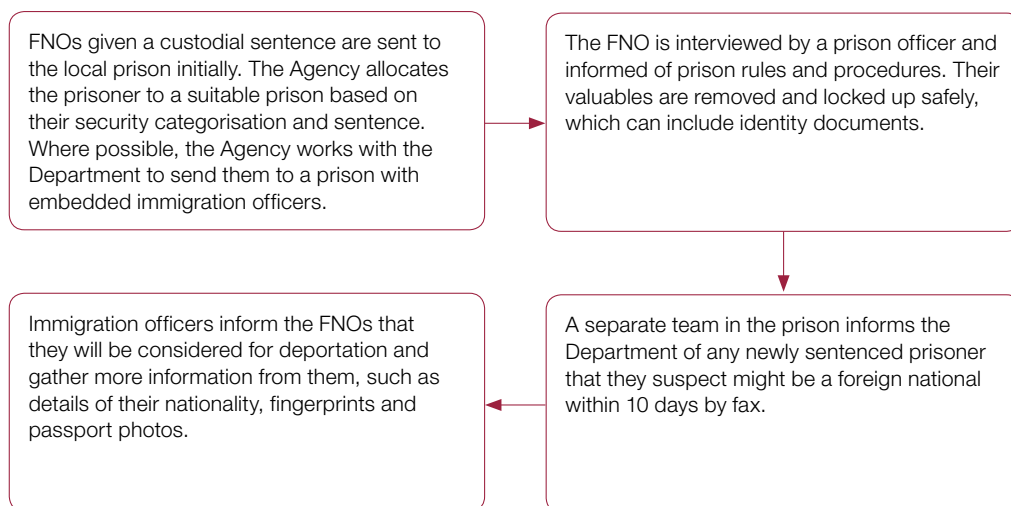 FNOs given a custodial sentence are sent to
the local prison initially. The Agency allocates
the prisoner to a suitable prison based on
their security categorisation and sentence.
Where possible, the Agency works with the
Department to send them to a prison with
embedded immigration officers.
The FNO is interviewed by a prison officer and
informed of prison rules and procedures. Their
valuables are removed and locked up safely,
which can include identity documents.
A separate team in the prison informs the
Department of any newly sentenced prisoner
that they suspect might be a foreign national
within 10 days by fax.
Immigration officers inform the FNOs that
they will be considered for deportation and
gather more information from them, such as
details of their nationality, fingerprints and
passport photos.